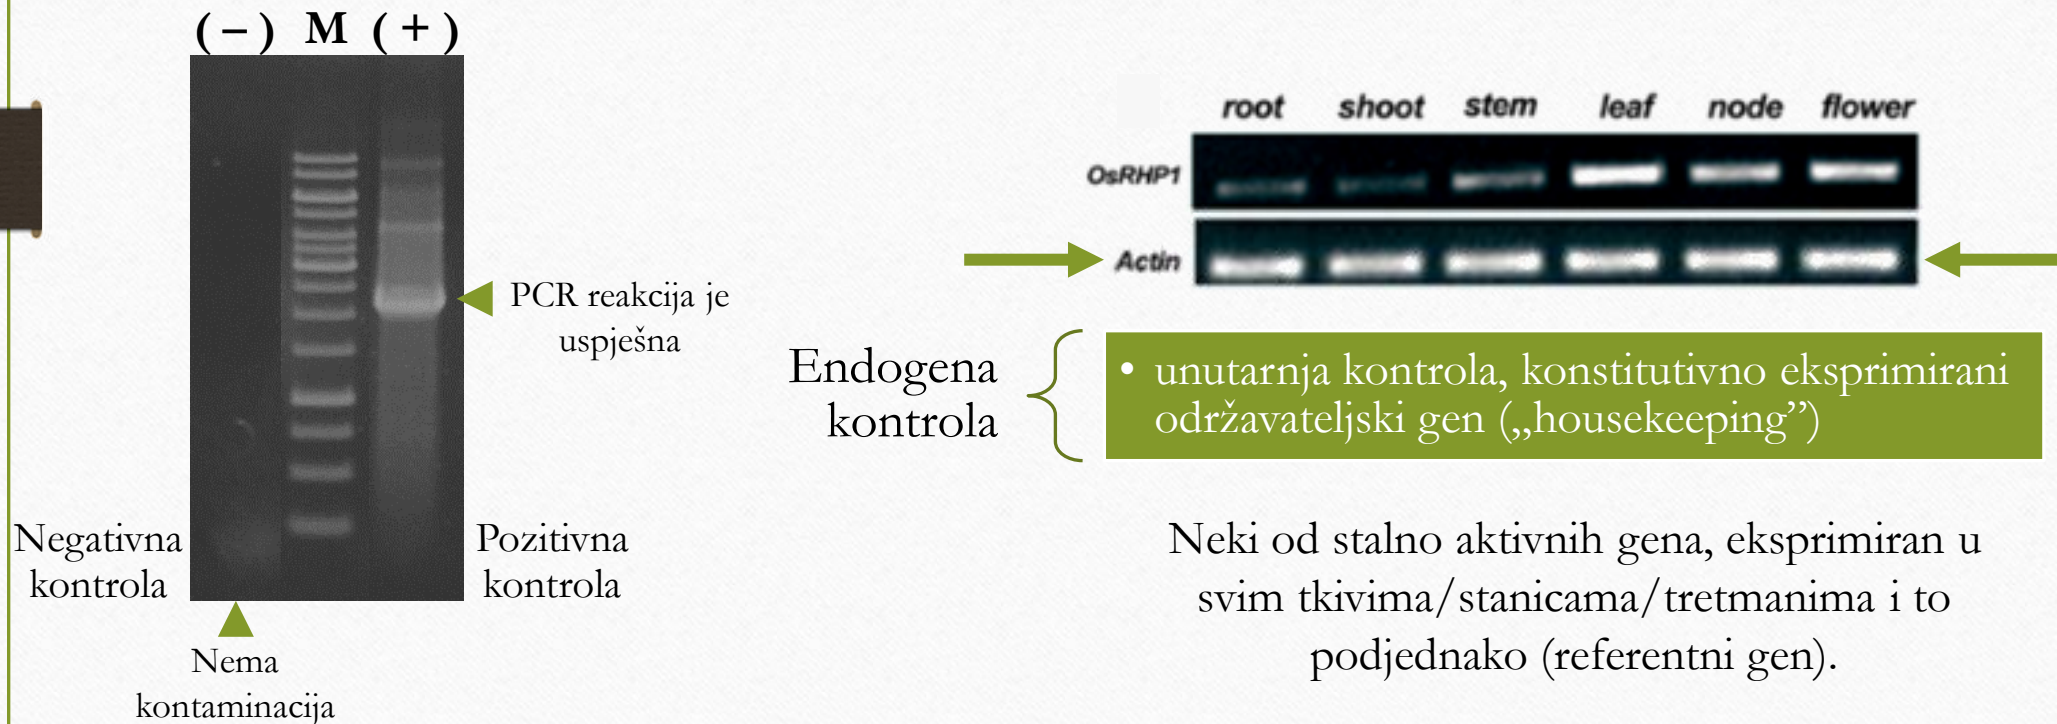 ( – ) M ( + )
PCR reakcija je
uspješna
Negativna
kontrola
Pozitivna
kontrola
Nema
kontaminacija
root shoot stem leaf node flower
OsRHP1
Actin
Endogena
kontrola
• unutarnja kontrola, konstitutivno eksprimirani
održavateljski gen („housekeeping”)
Neki od stalno aktivnih gena, eksprimiran u
svim tkivima/stanicama/tretmanima i to
podjednako (referentni gen).